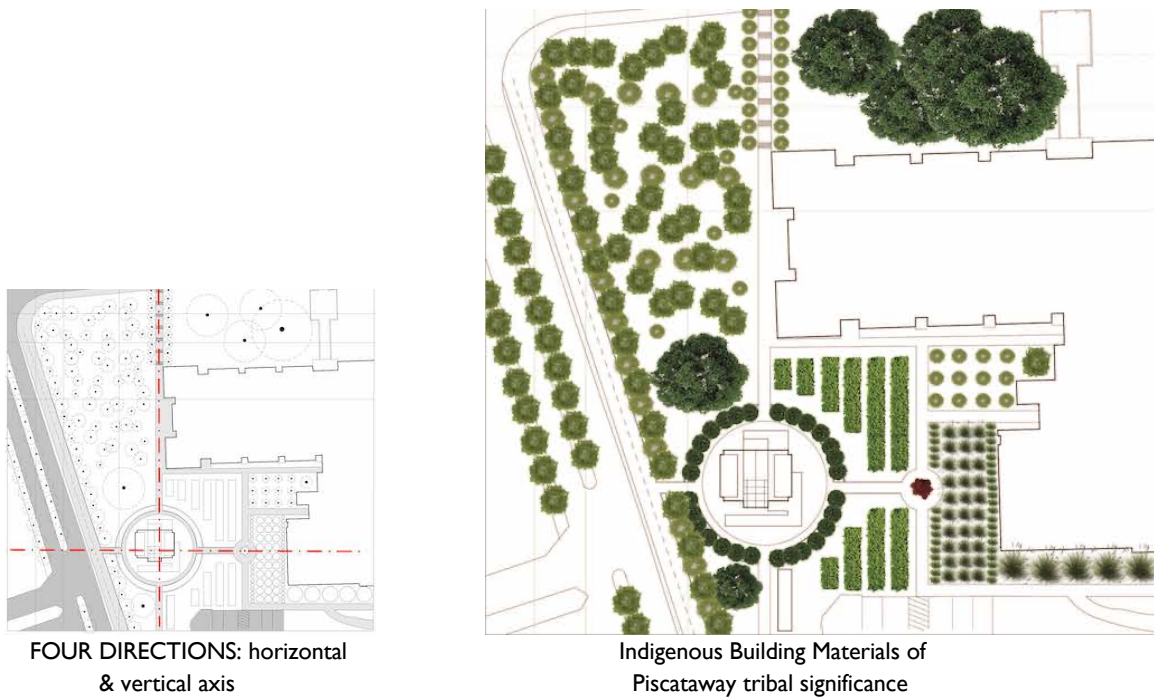 FOUR DIRECTIONS: horizontal
& vertical axis
Indigenous Building Materials of
Piscataway tribal significance